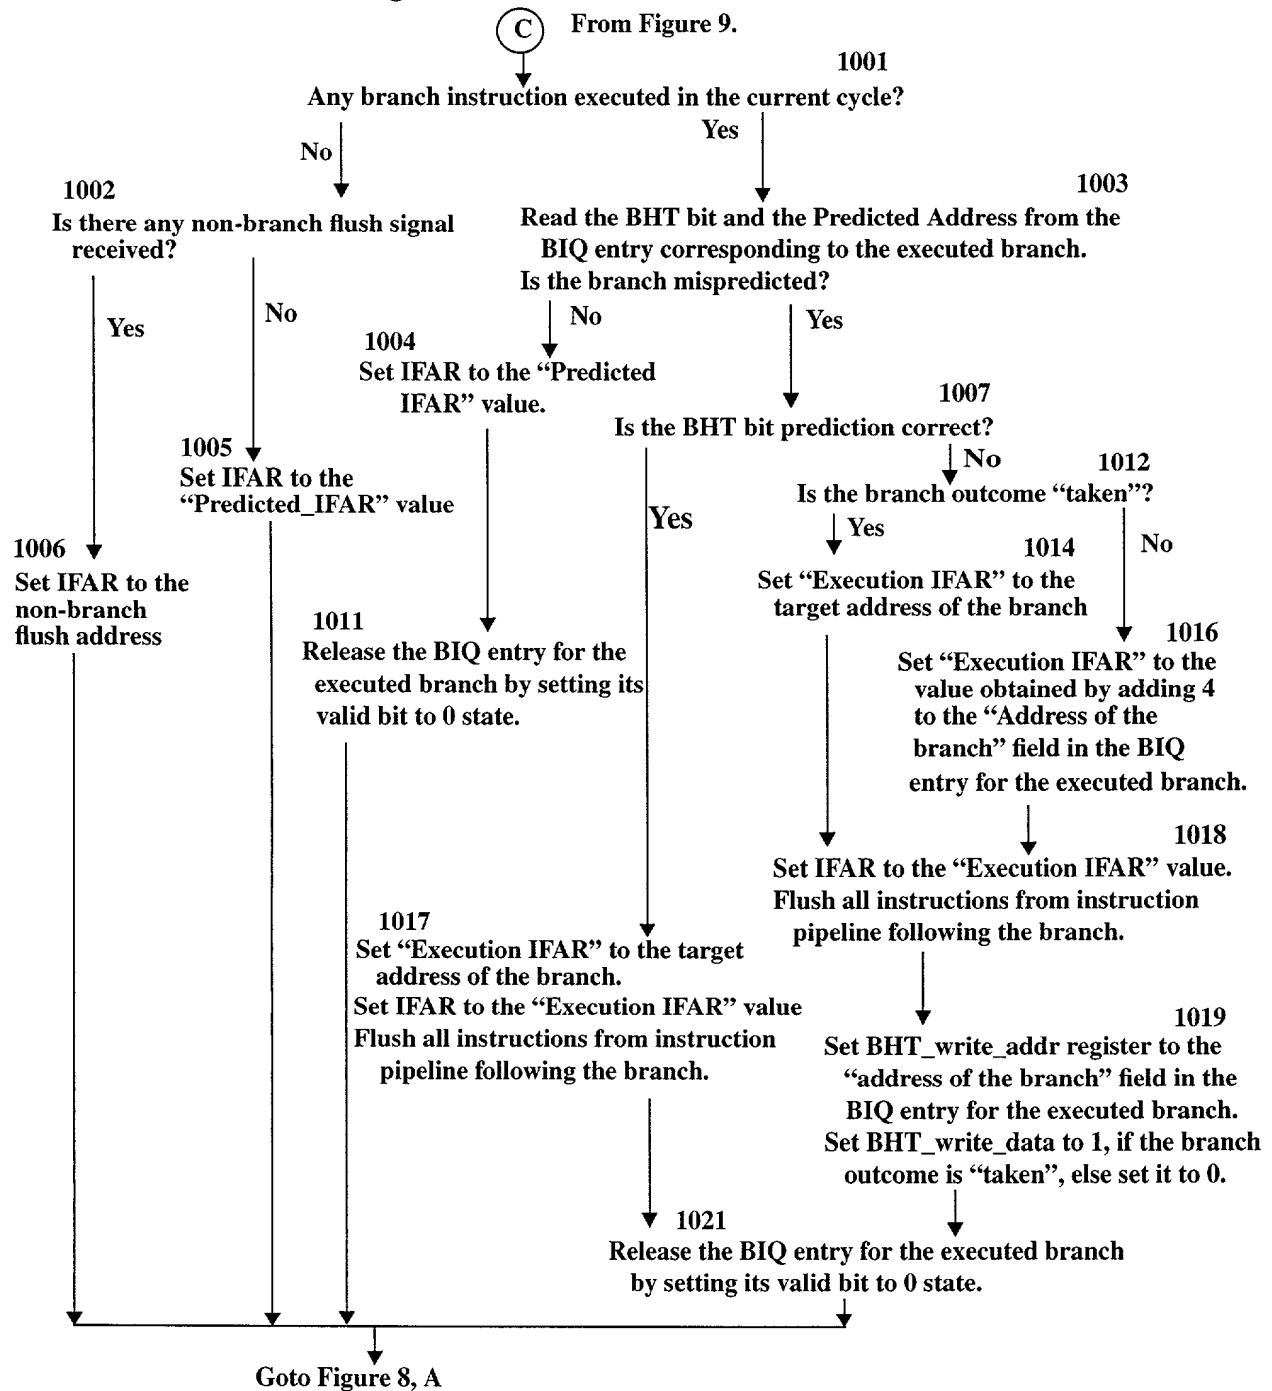 C
From Figure 9.
1001
Any branch instruction executed in the current cycle?
No
Yes
1002
Is there any non-branch flush signal
received?
1003
Read the BHT bit and the Predicted Address from the
BIQ entry corresponding to the executed branch.
Is the branch mispredicted?
Yes
No
No
Yes
1004
Set IFAR to the “Predicted
IFAR” value.
1007
Is the BHT bit prediction correct?
1005
Set IFAR to the
“Predicted_IFAR” value
No
1012
Is the branch outcome “taken”?
Yes
Yes
No
1006
Set IFAR to the
non-branch
flush address
1014
Set “Execution IFAR” to the
target address of the branch
1011
Release the BIQ entry for the
executed branch by setting its
valid bit to 0 state.
1016
Set “Execution IFAR” to the
value obtained by adding 4
to the “Address of the
branch” field in the BIQ
entry for the executed branch.
1018
Set IFAR to the “Execution IFAR” value.
Flush all instructions from instruction
pipeline following the branch.
1017
Set “Execution IFAR” to the target
address of the branch.
Set IFAR to the “Execution IFAR” value
Flush all instructions from instruction
pipeline following the branch.
1019
Set BHT_write_addr register to the
“address of the branch” field in the
BIQ entry for the executed branch.
Set BHT_write_data to 1, if the branch
outcome is “taken”, else set it to 0.
1021
Release the BIQ entry for the executed branch
by setting its valid bit to 0 state.
Goto Figure 8, A